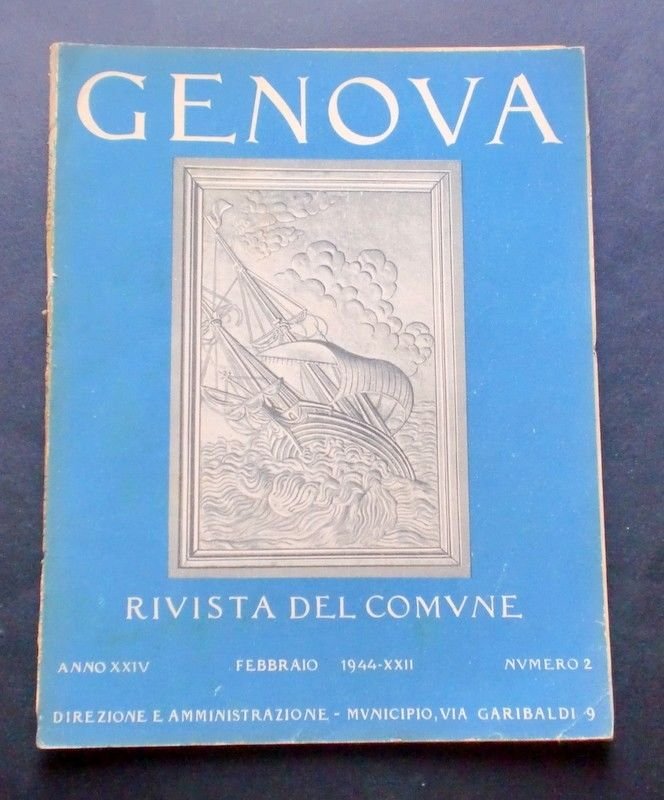 GENOVA
RIVISTA DEL COMVNE
ANNO XXIV FEBBRAIO 1944-XXII NVMERO 2
DIREZIONE E AMMINISTRAZIONE - MVNICIPIO, VIA GARIBALDI 9